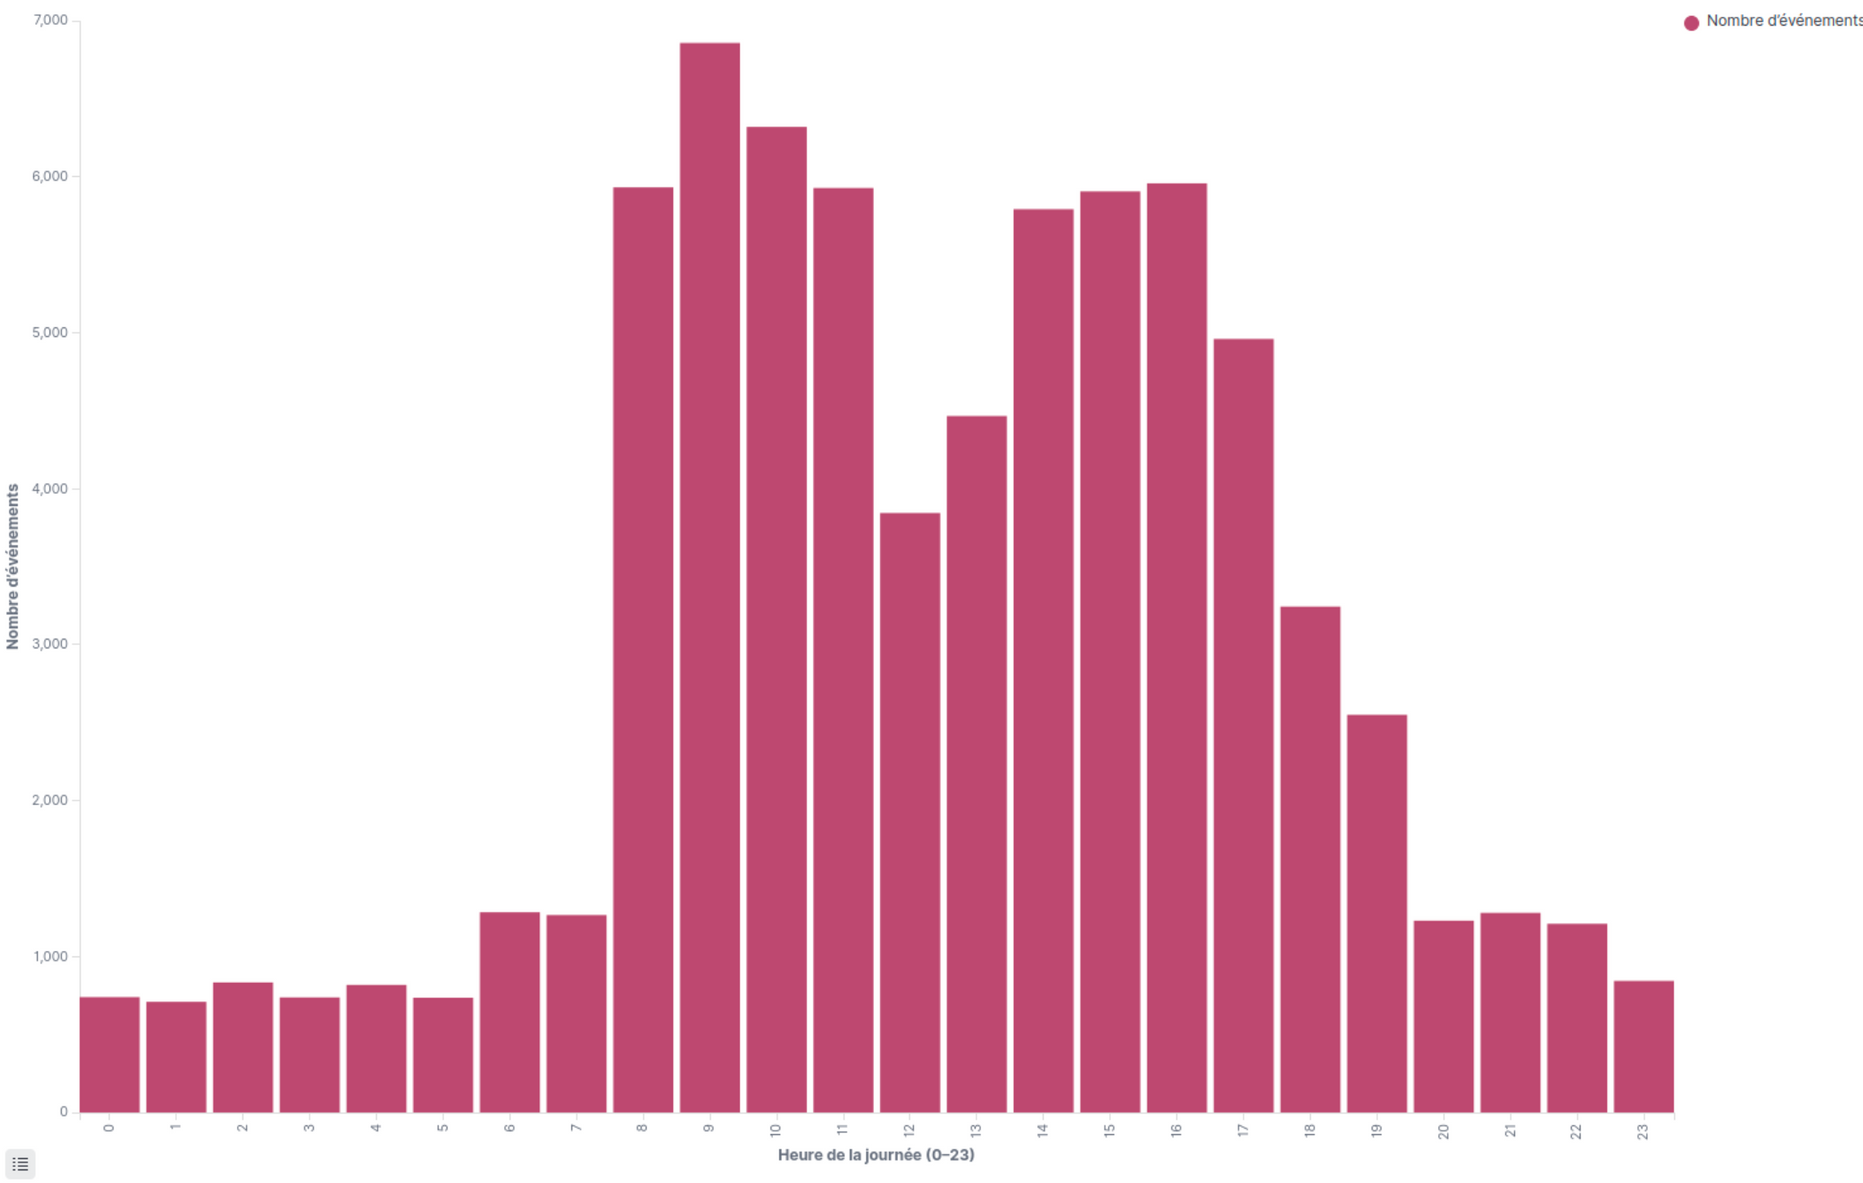 Nombre d'événements
7,000
6,000
5,000
4,000
3,000
2,000
1,000
0
Nombre d'événements
0 1 2 3 4 5 6 7 8 9 10 11 12 13 14 15 16 17 18 19 20 21 22 23
Heure de la journée (0–23)